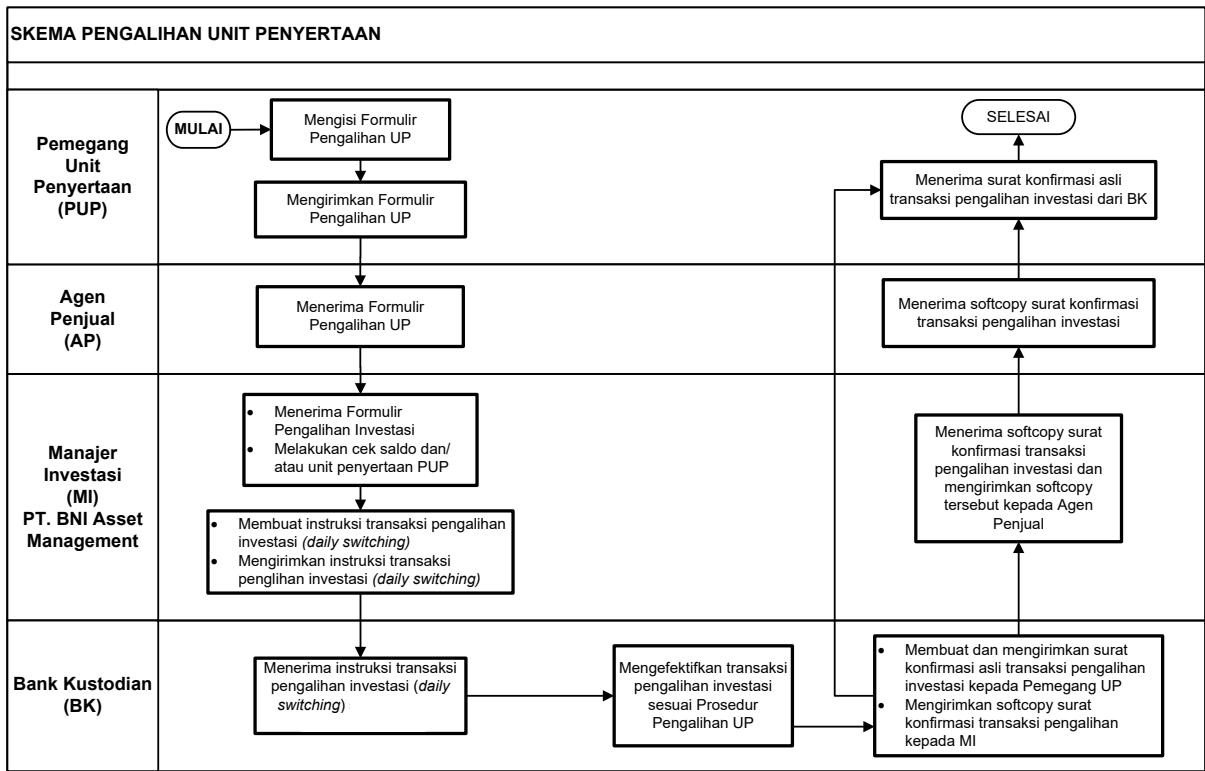 SKEMA PENGALIHAN UNIT PENYERTAAN
Pemegang
Unit
Penyertaan
(PUP)
MULAI
Mengisi Formulir
Pengalihan UP
Mengirimkan Formulir
Pengalihan UP
SELESAI
Menerima surat konfirmasi asli
transaksi pengalihan investasi dari BK
Agen
Penjual
(AP)
Menerima Formulir
Pengalihan UP
Menerima softcopy surat konfirmasi
transaksi pengalihan investasi
Manajer
Investasi
(MI)
PT. BNI Asset
Management
• Menerima Formulir
Pengalihan Investasi
• Melakukan cek saldo dan/
atau unit penyertaan PUP
• Membuat instruksi transaksi pengalihan
investasi (daily switching)
• Mengirimkan instruksi transaksi
penglihan investasi (daily switching)
Menerima softcopy surat
konfirmasi transaksi
pengalihan investasi dan
mengirimkan softcopy
tersebut kepada Agen
Penjual
Bank Kustodian
(BK)
Menerima instruksi transaksi
pengalihan investasi (daily
switching)
Mengefektifkan transaksi
pengalihan investasi
sesuai Prosedur
Pengalihan UP
• Membuat dan mengirimkan surat
konfirmasi asli transaksi pengalihan
investasi kepada Pemegang UP
• Mengirimkan softcopy surat
konfirmasi transaksi pengalihan
kepada MI